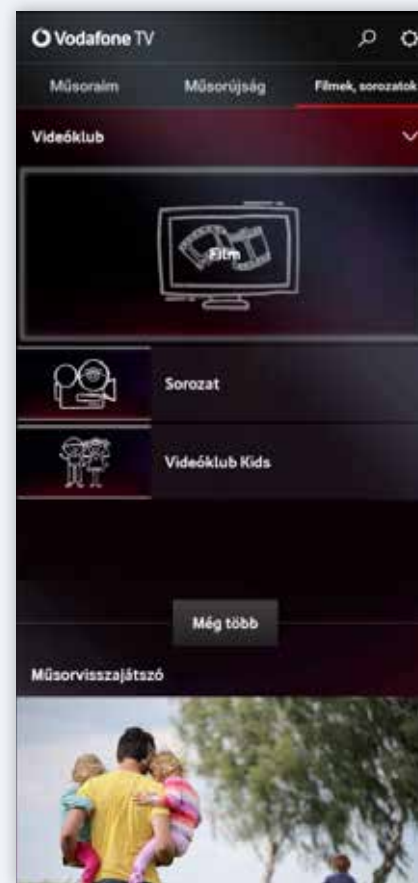 Vodafone TV
Műsoraim Műsorújság Filmek, sorozatok
Videóklub
Film
Sorozat
Videóklub Kids
Még több
Műsorvisszajátszó